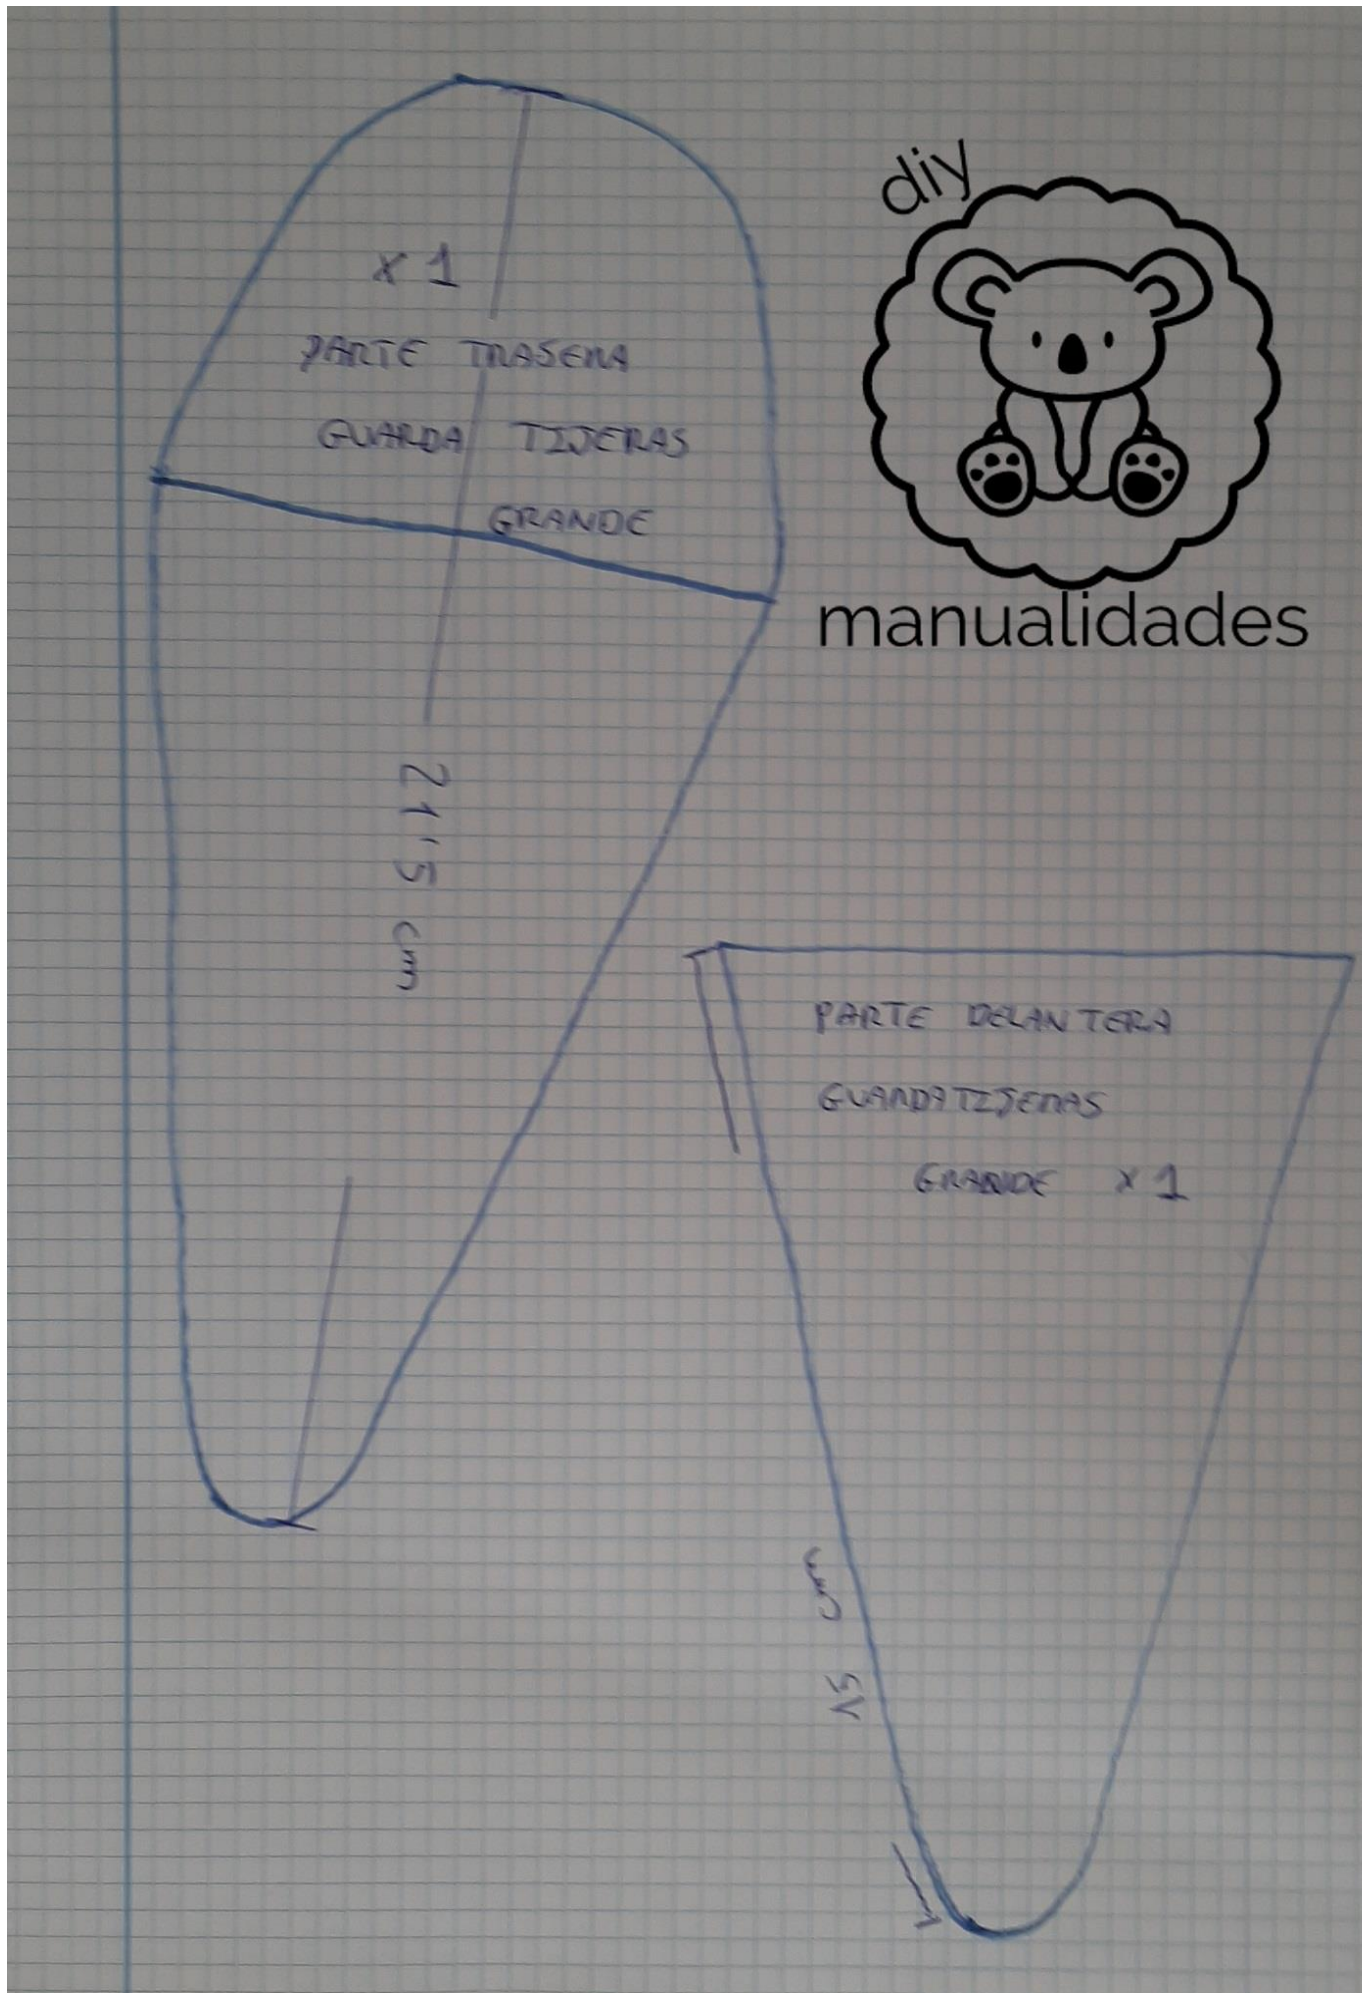 diy
manualidades
x 1
PARTE TRASERA
GUARDA TIJERAS
GRANDE
21'5 cm
PARTE DELANTERA
GUARDATIJERAS
GRANDE x 1
15 cm